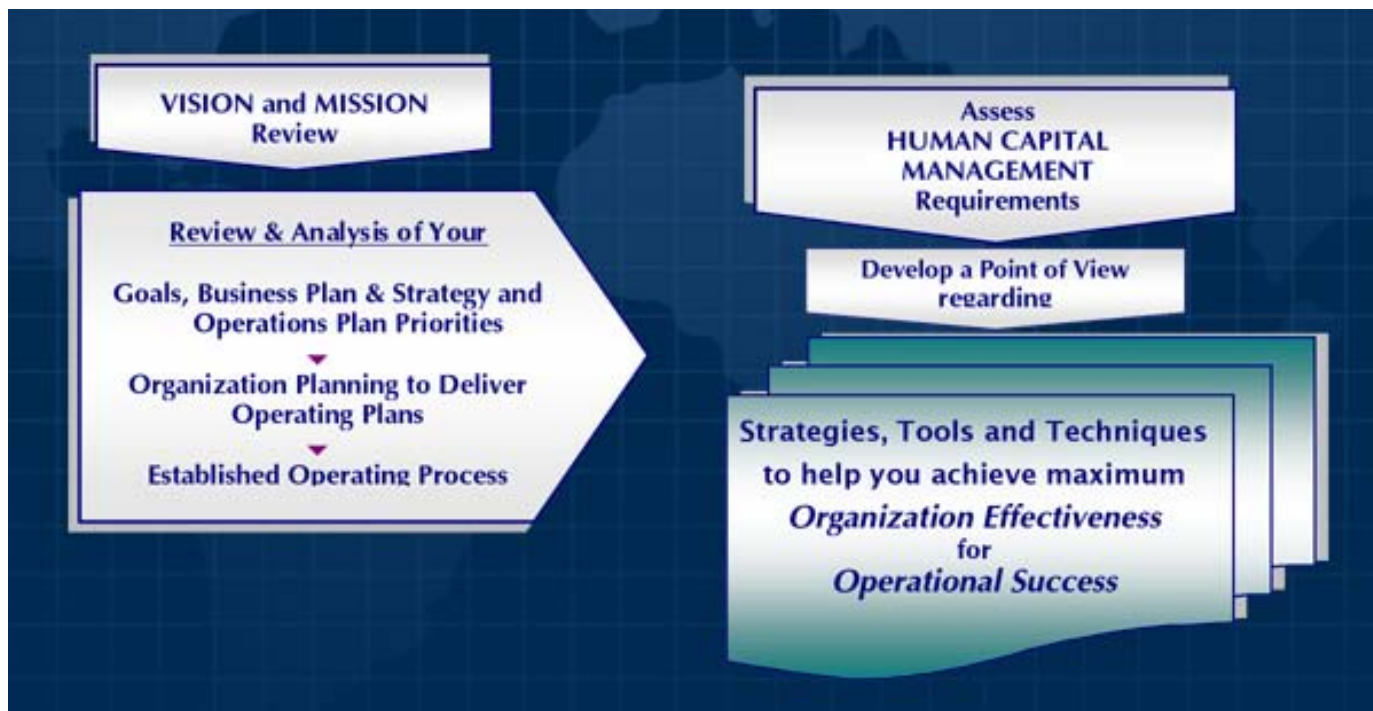 VISION and MISSION
Review
Review & Analysis of Your
Goals, Business Plan & Strategy and
Operations Plan Priorities
Organization Planning to Deliver
Operating Plans
Established Operating Process
Assess
HUMAN CAPITAL
MANAGEMENT
Requirements
Develop a Point of View
regarding
Strategies, Tools and Techniques
to help you achieve maximum
Organization Effectiveness
for
Operational Success